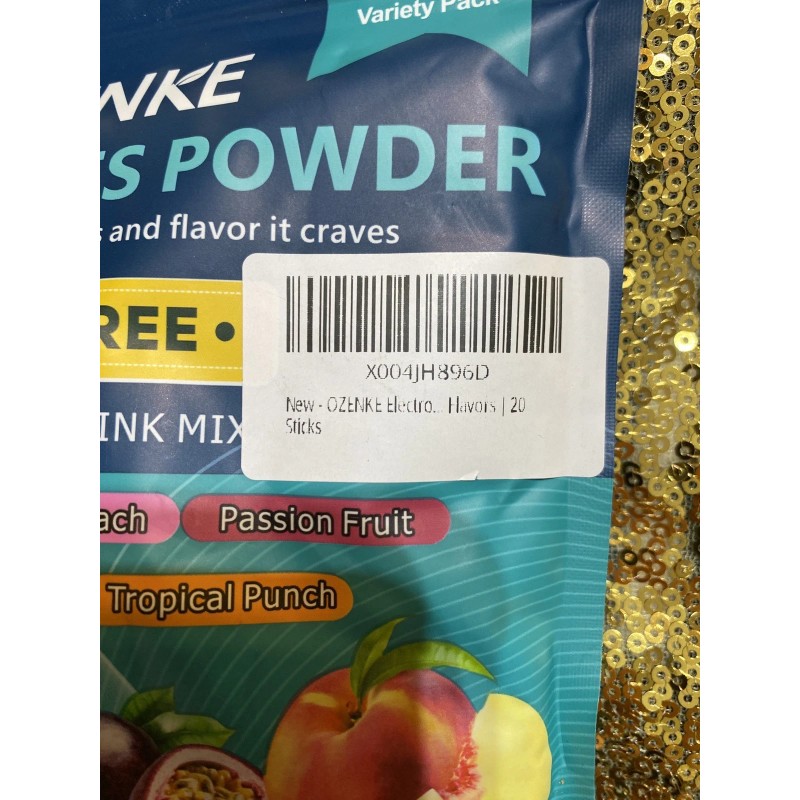 Variety Pack
NKE
S POWDER
and flavor it craves
REE •
X004JH896D
New - OZENKE Electro... Flavors | 20
Sticks
INK MIX
ach
Passion Fruit
Tropical Punch